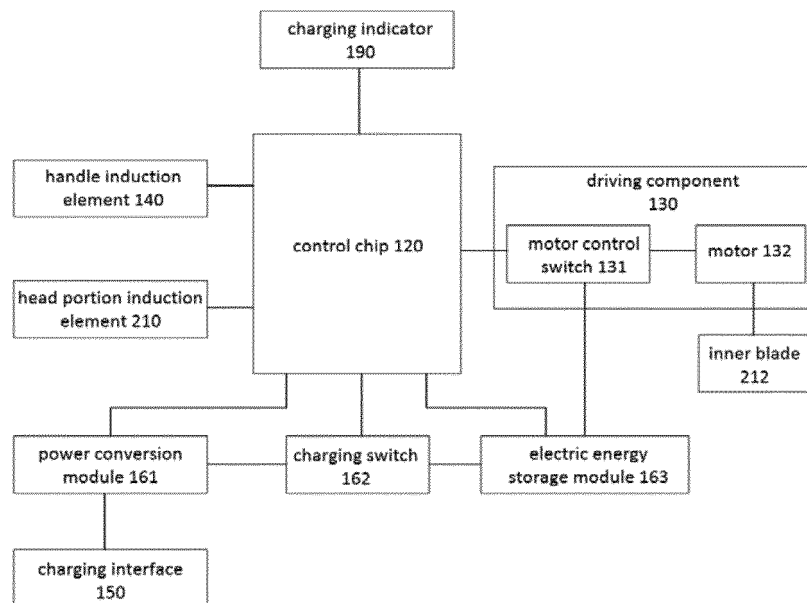 charging indicator
190
handle induction
element 140
control chip 120
driving component
130
motor control
switch 131
motor 132
head portion induction
element 210
inner blade
212
power conversion
module 161
charging switch
162
electric energy
storage module 163
charging interface
150